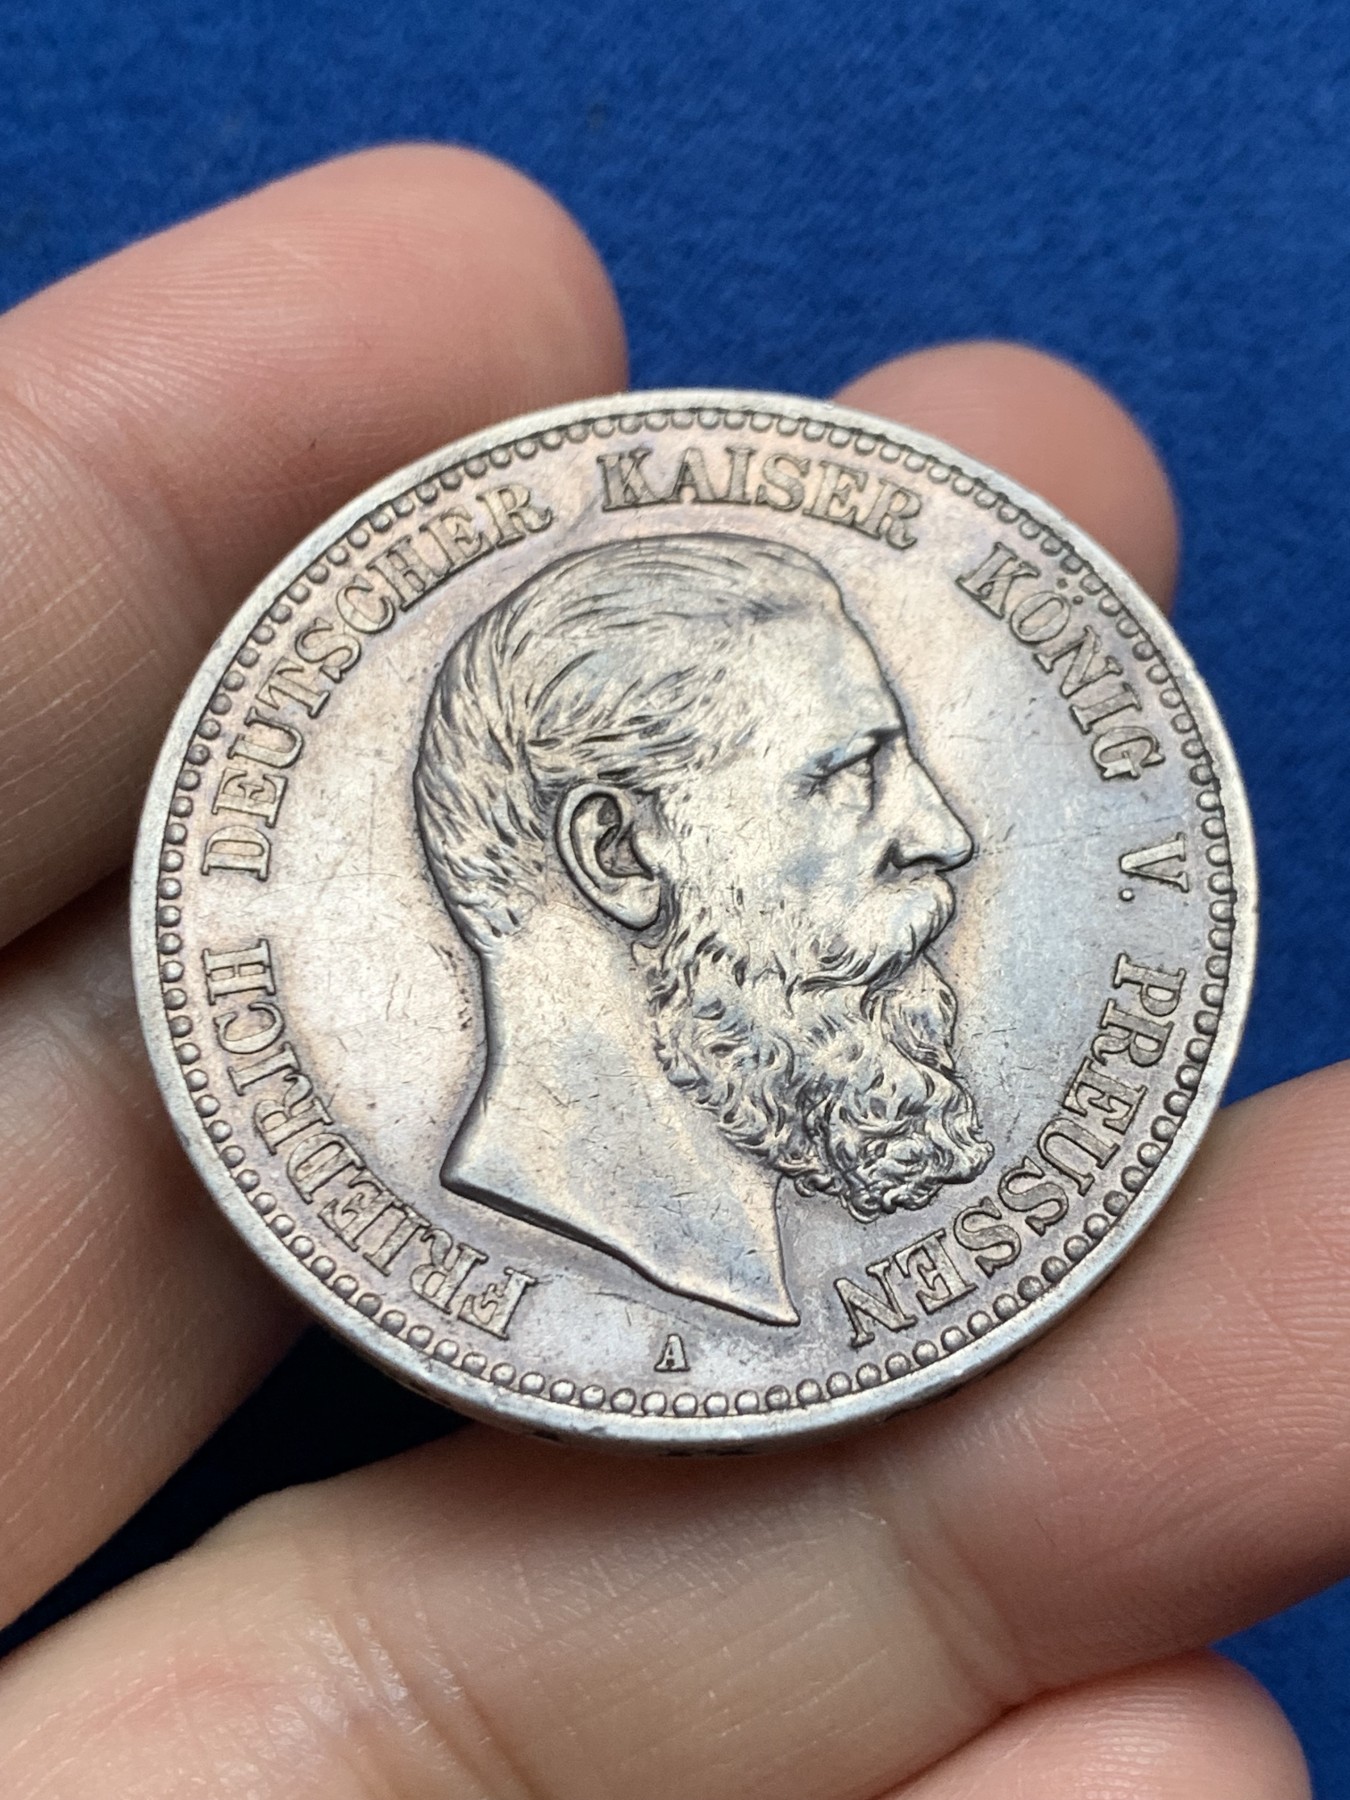 FRIEDRICH DEUTSCHER KAISER KÖNIG V. PREUSSEN
A